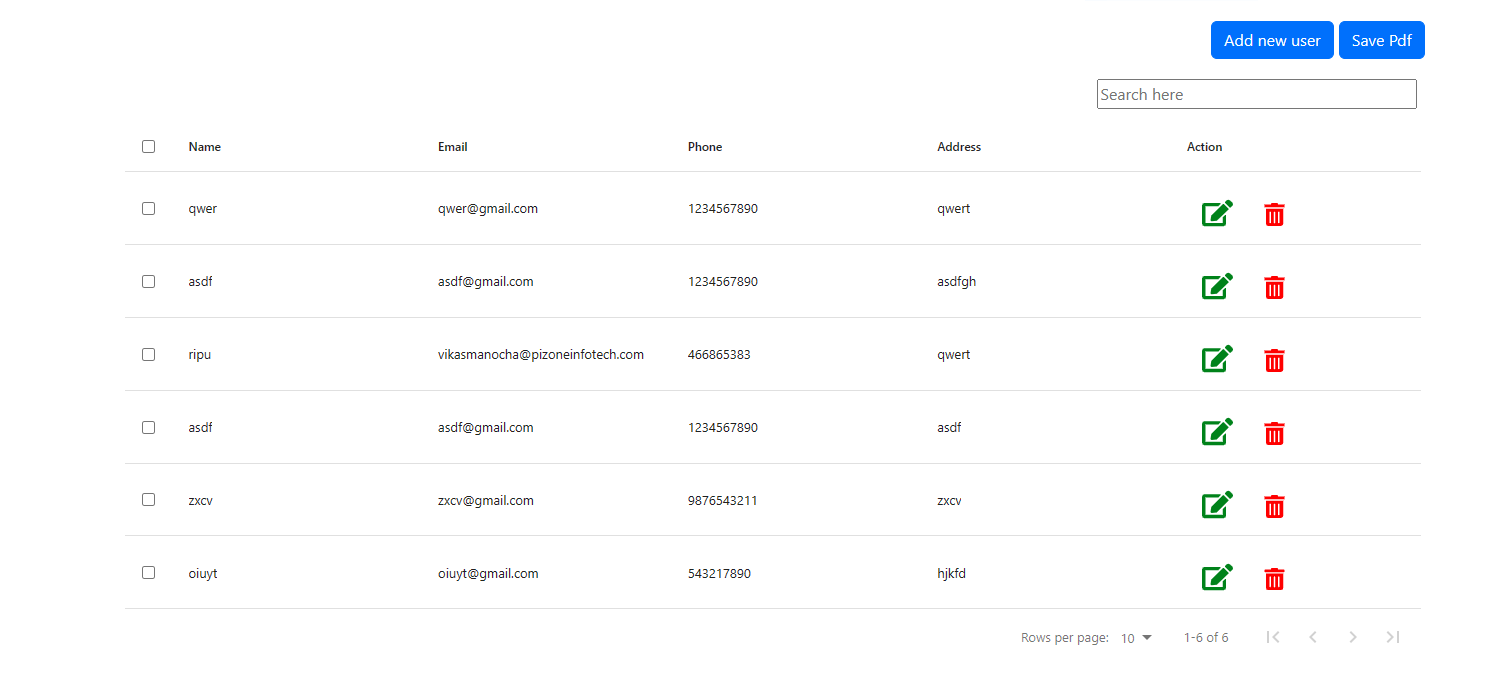 Add new user Save Pdf
Search here
Name Email Phone Address Action
qwer qwer@gmail.com 1234567890 qwert
asdf asdf@gmail.com 1234567890 asdfgh
ripu vikasmanocha@pizoneinfotech.com 466865383 qwert
asdf asdf@gmail.com 1234567890 asdf
zxcv zxcv@gmail.com 9876543211 zxcv
oiuyt oiuyt@gmail.com 543217890 hjkfd
Rows per page: 10 1-6 of 6